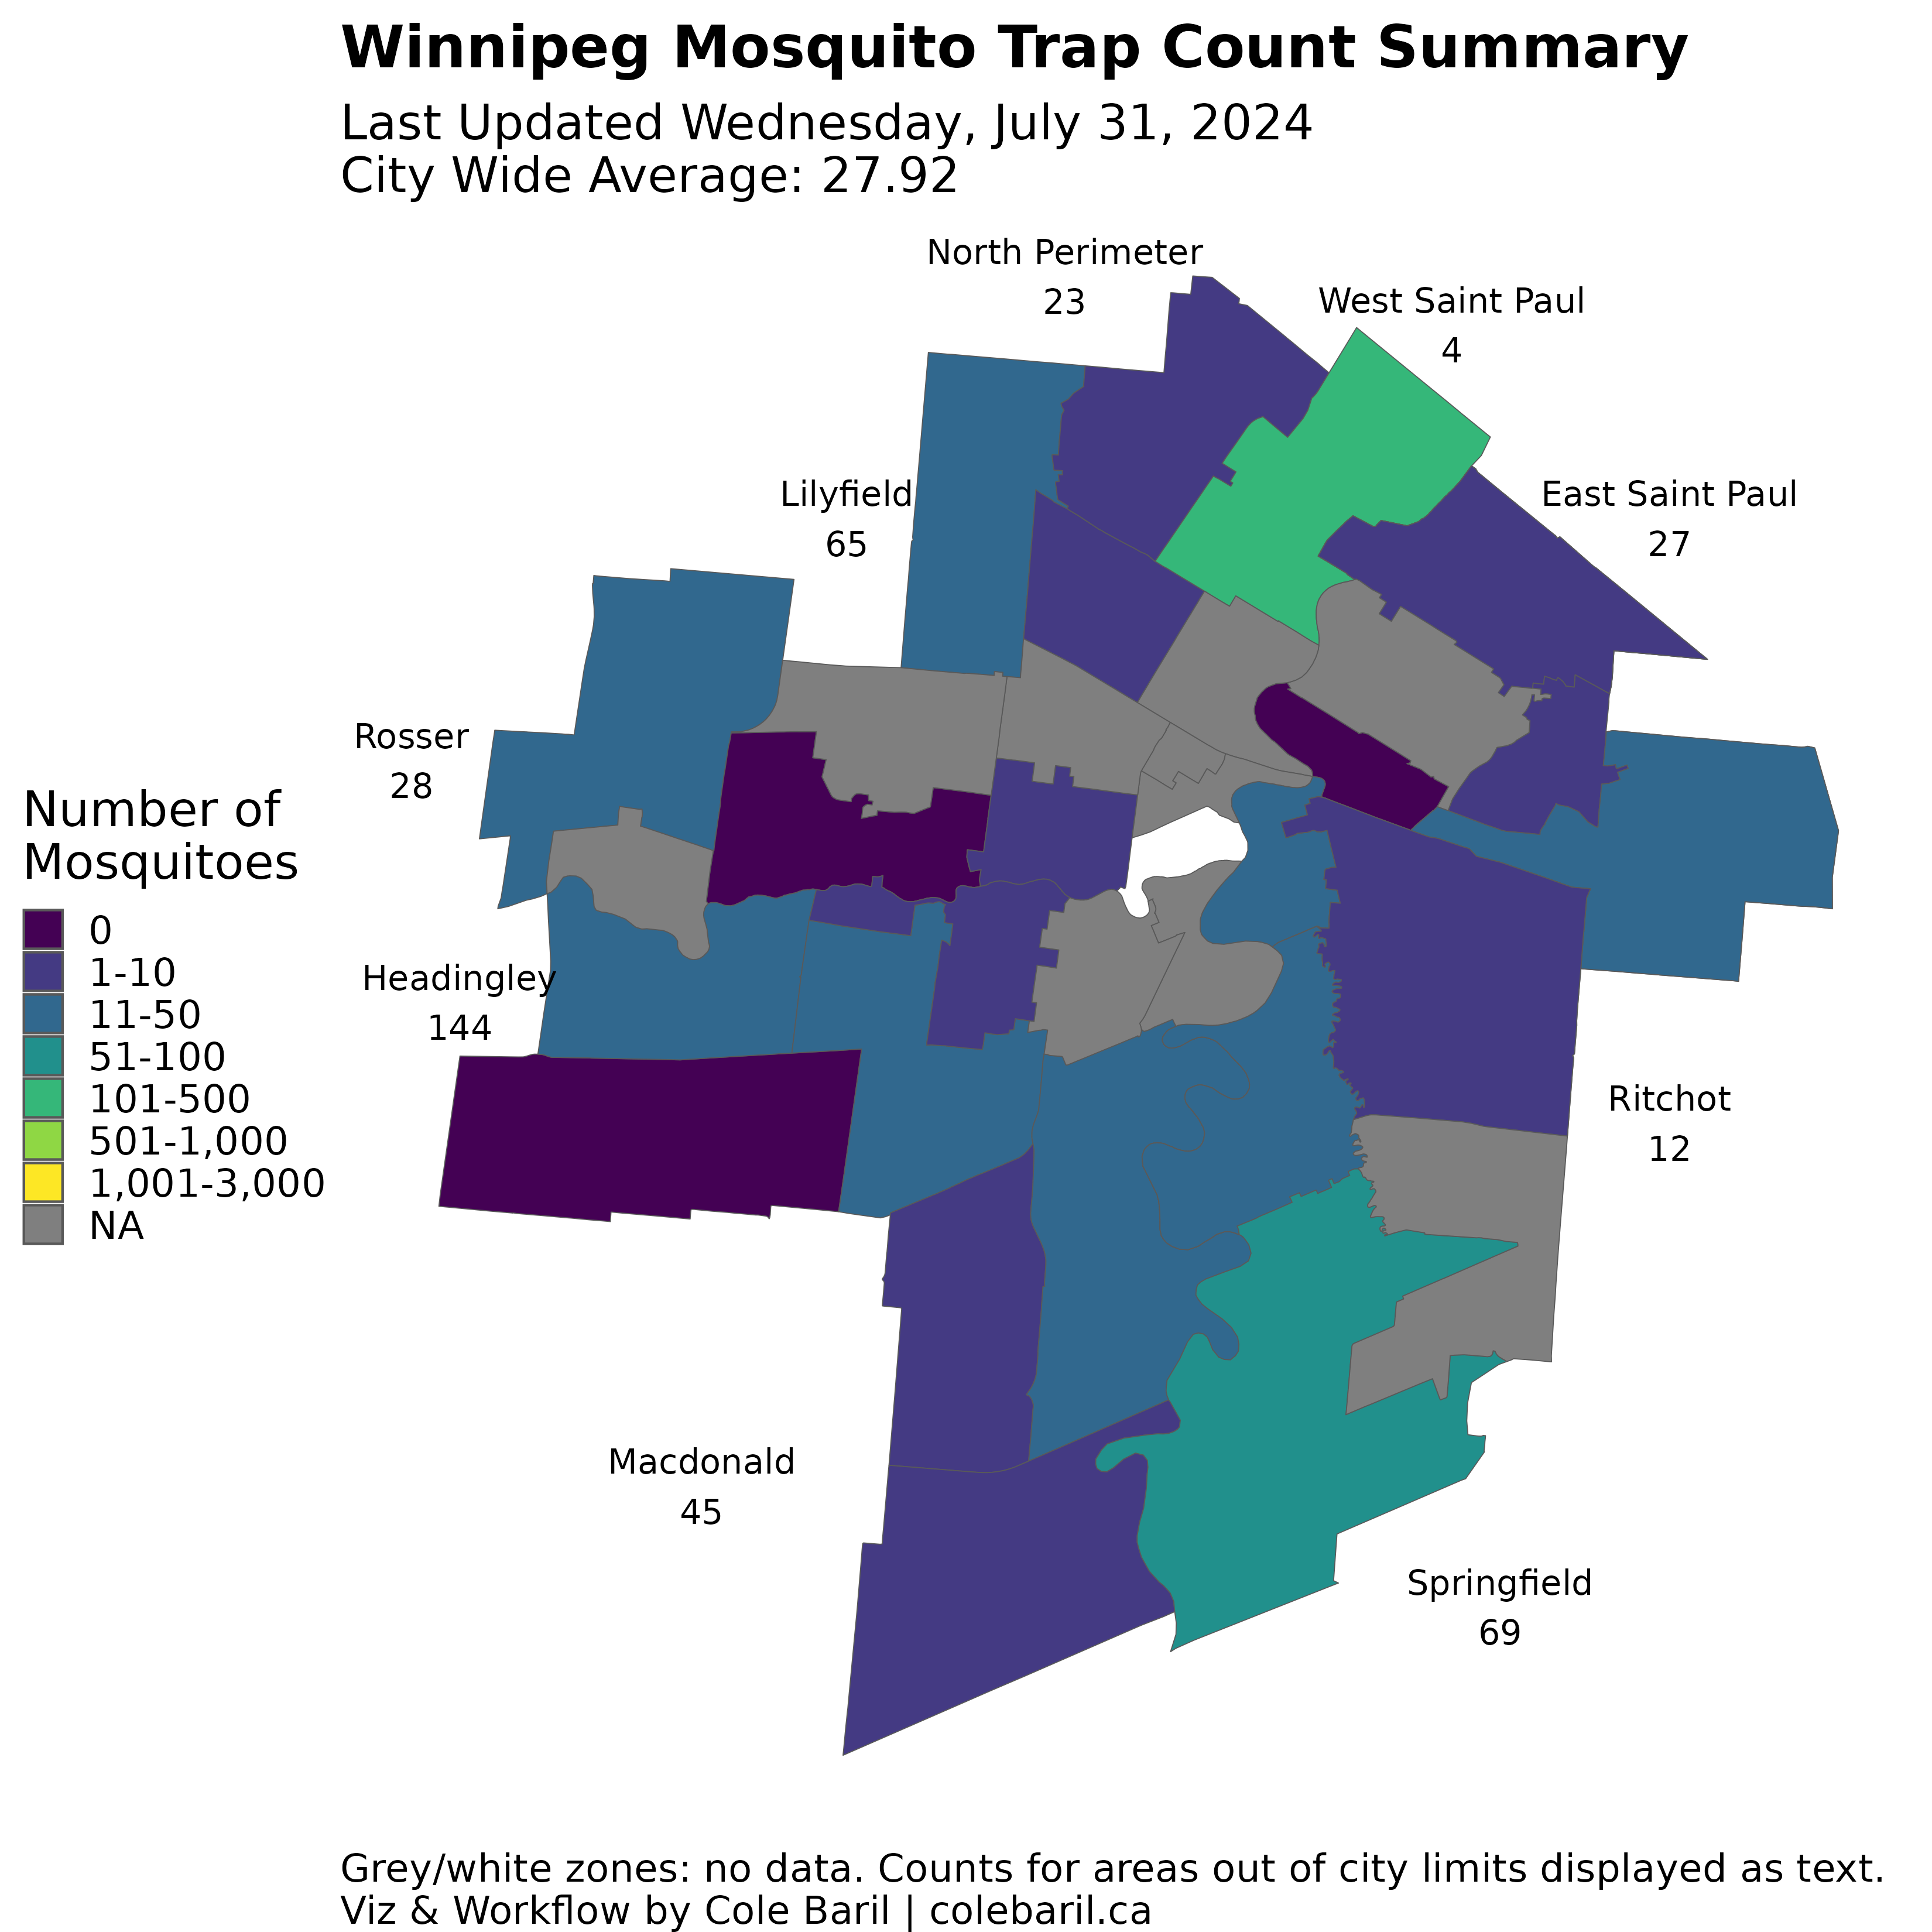 Winnipeg Mosquito Trap Count Summary
Last Updated Wednesday, July 31, 2024
City Wide Average: 27.92
North Perimeter
23
West Saint Paul
4
Lilyfield
65
East Saint Paul
27
Rosser
28
Number of
Mosquitoes
0
1-10
11-50
51-100
101-500
501-1,000
1,001-3,000
NA
Headingley
144
Ritchot
12
Macdonald
45
Springfield
69
Grey/white zones: no data. Counts for areas out of city limits displayed as text.
Viz & Workflow by Cole Baril | colebaril.ca